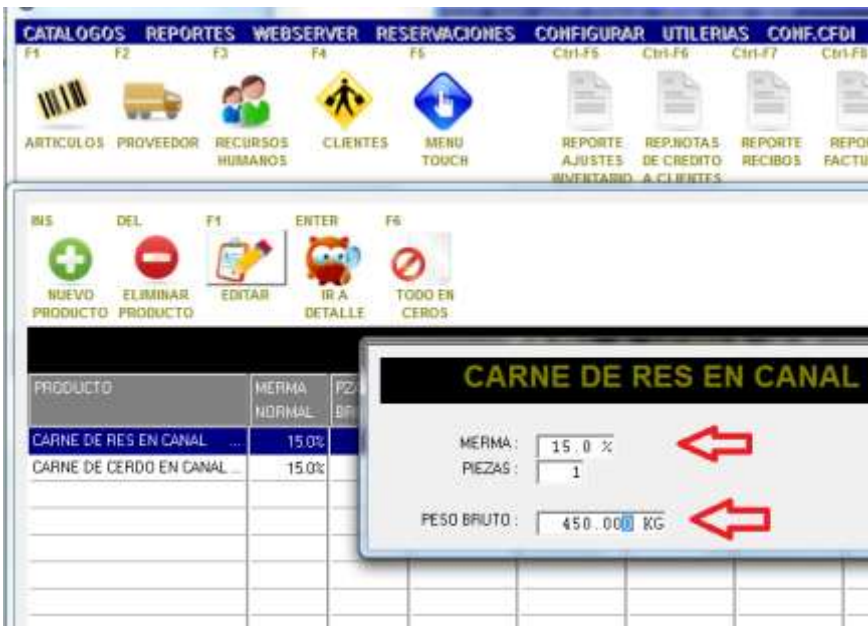 CATALOGOS REPORTES WEBSERVER RESERVACIONES CONFIGURAR UTILERIAS CONF.CFDI
F1 F2 F3 F4 F5 Ctrl-F5 Ctrl-F6 Ctrl-F7 Ctrl-F8
ARTICULOS PROVEEDOR RECURSOS CLIENTES MENU REPORTE REP.NOTAS REPORTE
HUMANOS TOUCH AJUSTES DE CREDITO RECIBOS
INVENTARIO A CLIENTES
INS DEL F1 ENTER F6
NUEVO ELIMINAR EDITAR IR A TODO EN
PRODUCTO PRODUCTO DETALLE CEROS
CARNE DE RES EN CANAL
PRODUCTO MERMA
NORMAL
CARNE DE RES EN CANAL ... 15.0%
CARNE DE CERDO EN CANAL ... 15.0%
MERMA : 15.0 %
PIEZAS : 1
PESO BRUTO : 450.000 KG